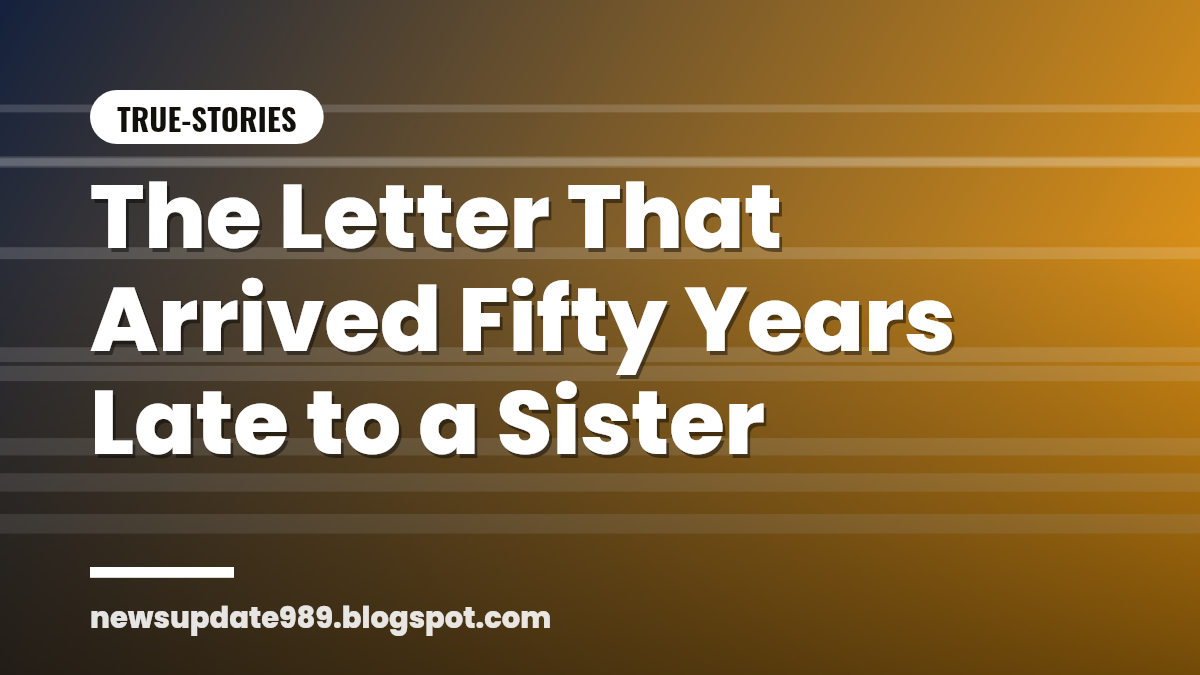 TRUE-STORIES
The Letter That
Arrived Fifty Years
Late to a Sister
newsupdate989.blogspot.com